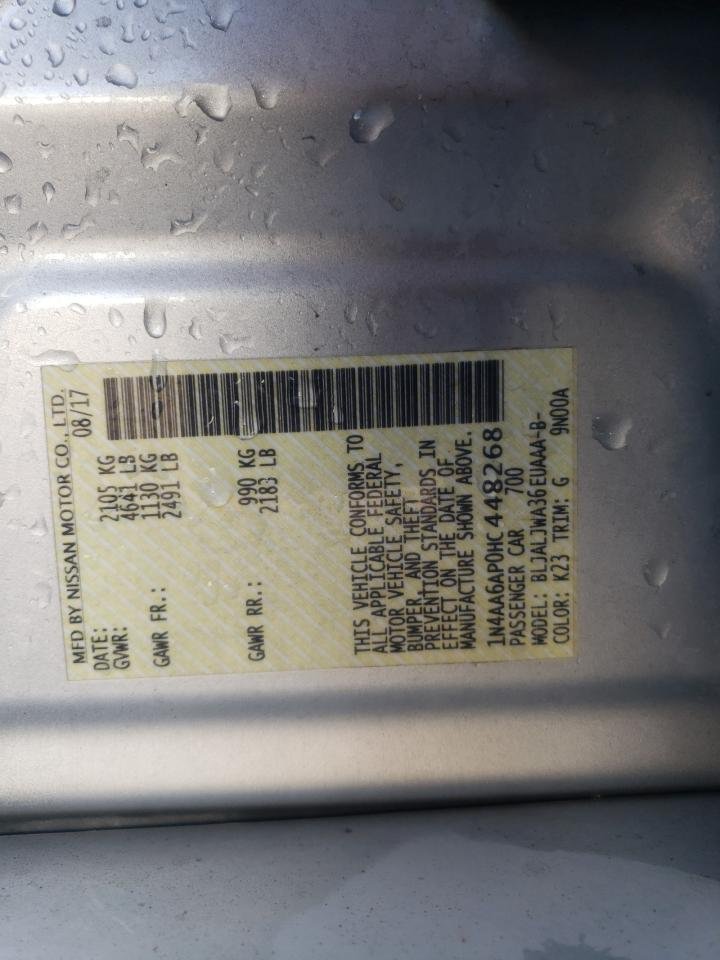 MFD BY NISSAN MOTOR CO., LTD.
DATE: 08/17
GVWR: 2105 KG
4641 LB
GAWR FR.: 1130 KG
2491 LB
GAWR RR.: 990 KG
2183 LB
THIS VEHICLE CONFORMS TO
ALL APPLICABLE FEDERAL
MOTOR VEHICLE SAFETY,
BUMPER, AND THEFT
PREVENTION STANDARDS IN
EFFECT ON THE DATE OF
MANUFACTURE SHOWN ABOVE.
1N4AA6AP0HC448268
PASSENGER CAR 700
MODEL: BLJALJWA36EUAAA-B-
COLOR: K23 TRIM: G 9N00A